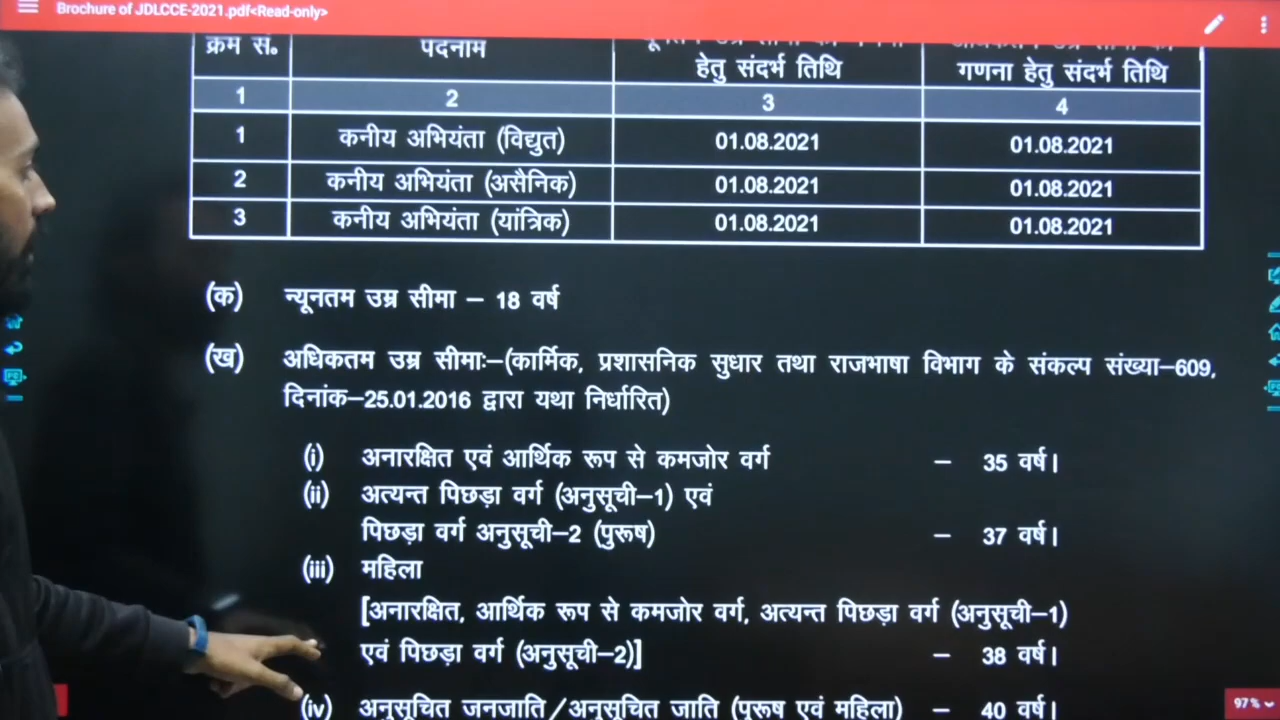 Brochure of JDLCCE-2021.pdf<Read-only>
क्रम सं॰ पदनाम
हेतु संदर्भ तिथि गणना हेतु संदर्भ तिथि
1 2 3 4
1 कनीय अभियंता (विद्युत) 01.08.2021 01.08.2021
2 कनीय अभियंता (असैनिक) 01.08.2021 01.08.2021
3 कनीय अभियंता (यांत्रिक) 01.08.2021 01.08.2021
(क) न्यूनतम उम्र सीमा – 18 वर्ष
(ख) अधिकतम उम्र सीमाः–(कार्मिक, प्रशासनिक सुधार तथा राजभाषा विभाग के संकल्प संख्या–609,
दिनांक–25.01.2016 द्वारा यथा निर्धारित)
(i) अनारक्षित एवं आर्थिक रूप से कमजोर वर्ग – 35 वर्ष।
(ii) अत्यन्त पिछड़ा वर्ग (अनुसूची–1) एवं
पिछड़ा वर्ग अनुसूची–2 (पुरूष) – 37 वर्ष।
(iii) महिला
[अनारक्षित, आर्थिक रूप से कमजोर वर्ग, अत्यन्त पिछड़ा वर्ग (अनुसूची–1)
एवं पिछड़ा वर्ग (अनुसूची–2)] – 38 वर्ष।
(iv) अनुसूचित जनजाति/अनुसूचित जाति (पुरूष एवं महिला) – 40 वर्ष।
97%